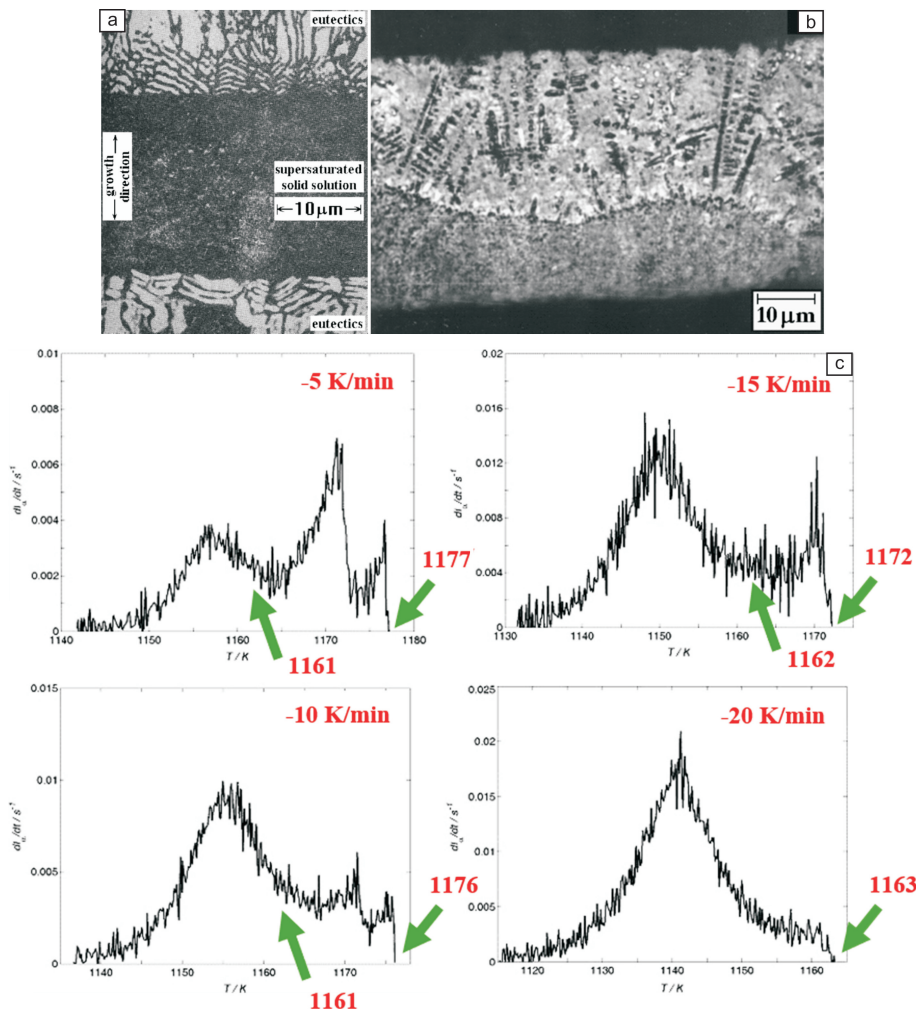 a
eutectics
growth
direction
supersaturated
solid solution
10 µm
eutectics
b
10 µm
c
-5 K/min
0.01
0.008
0.006
0.004
0.002
0
1140
1150
1160
1170
1180
T / K
1177
1161
-15 K/min
0.02
0.016
0.012
0.008
0.004
0
1130
1140
1150
1160
1170
T / K
1172
1162
-10 K/min
0.015
0.01
0.005
0
1140
1150
1160
1170
T / K
1176
1161
-20 K/min
0.025
0.02
0.015
0.01
0.005
0
1120
1130
1140
1150
1160
T / K
1163